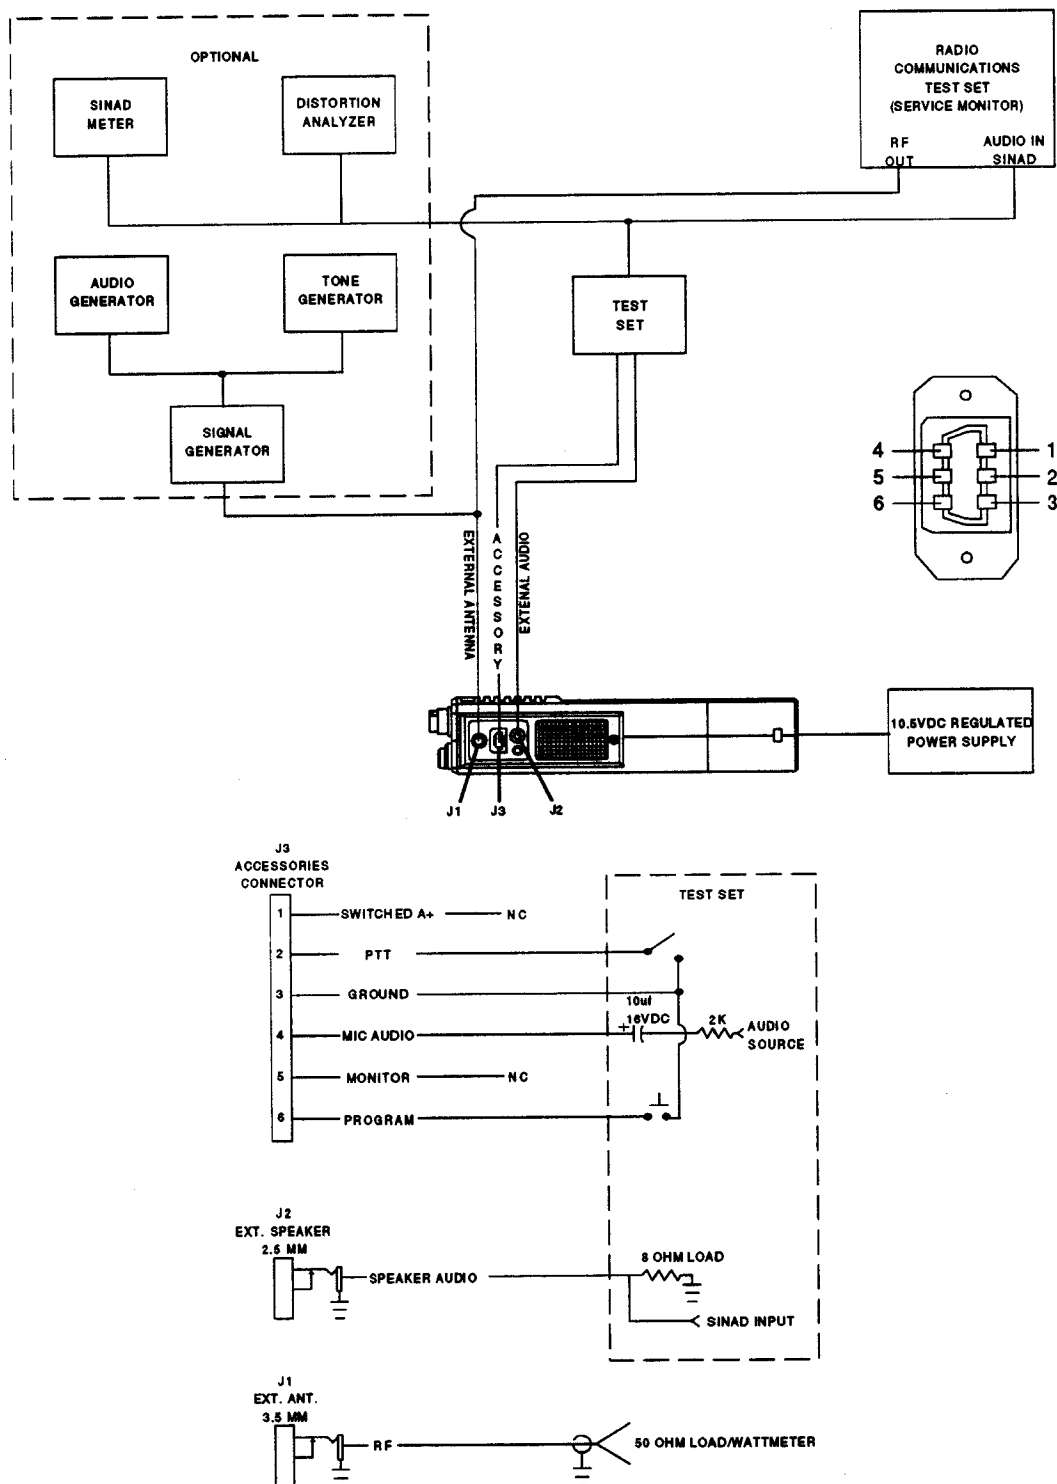 OPTIONAL
SINAD
METER
DISTORTION
ANALYZER
RADIO
COMMUNICATIONS
TEST SET
(SERVICE MONITOR)
RF
OUT
AUDIO IN
SINAD
AUDIO
GENERATOR
TONE
GENERATOR
TEST
SET
SIGNAL
GENERATOR
4
5
6
1
2
3
EXTERNAL ANTENNA
ACCESSORY
EXTENAL AUDIO
10.5VDC REGULATED
POWER SUPPLY
J1
J3
J2
J3
ACCESSORIES
CONNECTOR
TEST SET
1 SWITCHED A+ NC
2 PTT
3 GROUND
10uf
16VDC
4 MIC AUDIO
+
2K
AUDIO
SOURCE
5 MONITOR NC
6 PROGRAM
J2
EXT. SPEAKER
2.5 MM
SPEAKER AUDIO
8 OHM LOAD
SINAD INPUT
J1
EXT. ANT.
3.5 MM
RF
50 OHM LOAD/WATTMETER